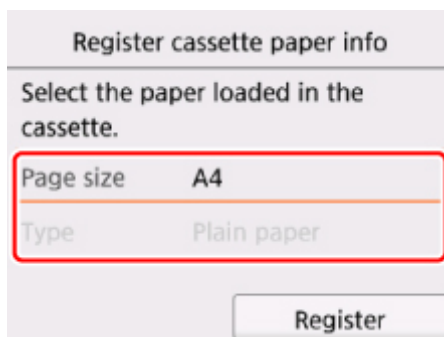 Register cassette paper info
Select the paper loaded in the
cassette.
Page size A4
Type Plain paper
Register